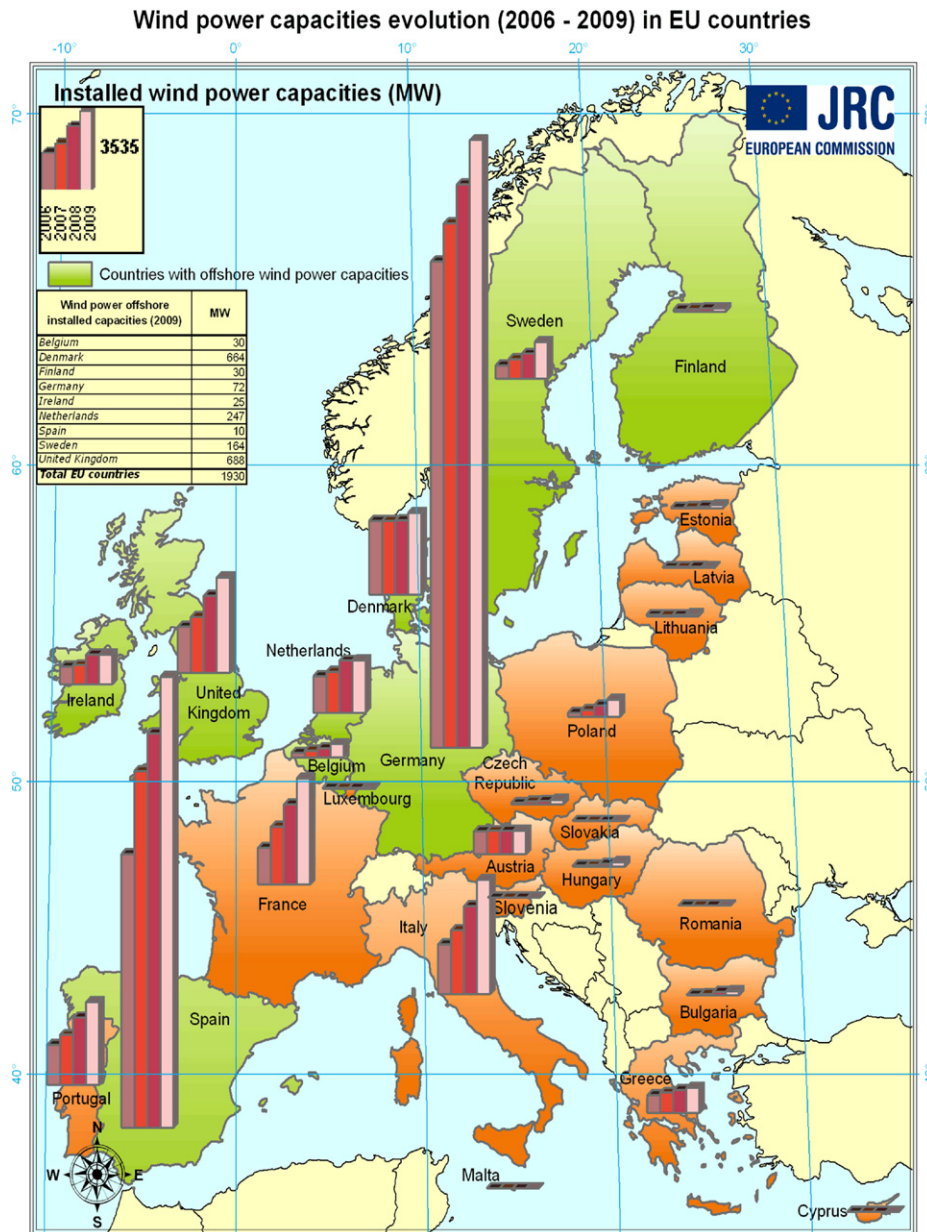 Wind power capacities evolution (2006 - 2009) in EU countries
-10° 0° 10° 20° 30°
Installed wind power capacities (MW)
3535
2006 2007 2008 2009
JRC
EUROPEAN COMMISSION
70°
Countries with offshore wind power capacities
Wind power offshore installed capacities (2009) MW
Belgium 30
Denmark 664
Finland 30
Germany 72
Ireland 25
Netherlands 247
Spain 10
Sweden 164
United Kingdom 688
Total EU countries 1930
Sweden
Finland
60° 60°
Estonia
Latvia
Denmark
Lithuania
Netherlands
Ireland
United
Kingdom
Poland
Belgium
Germany
Czech
Republic
50°
Luxembourg
Slovakia
Austria
Hungary
France
Slovenia
Italy
Romania
Spain
Bulgaria
40° 40°
Portugal
Greece
N
W E
S
Malta
Cyprus